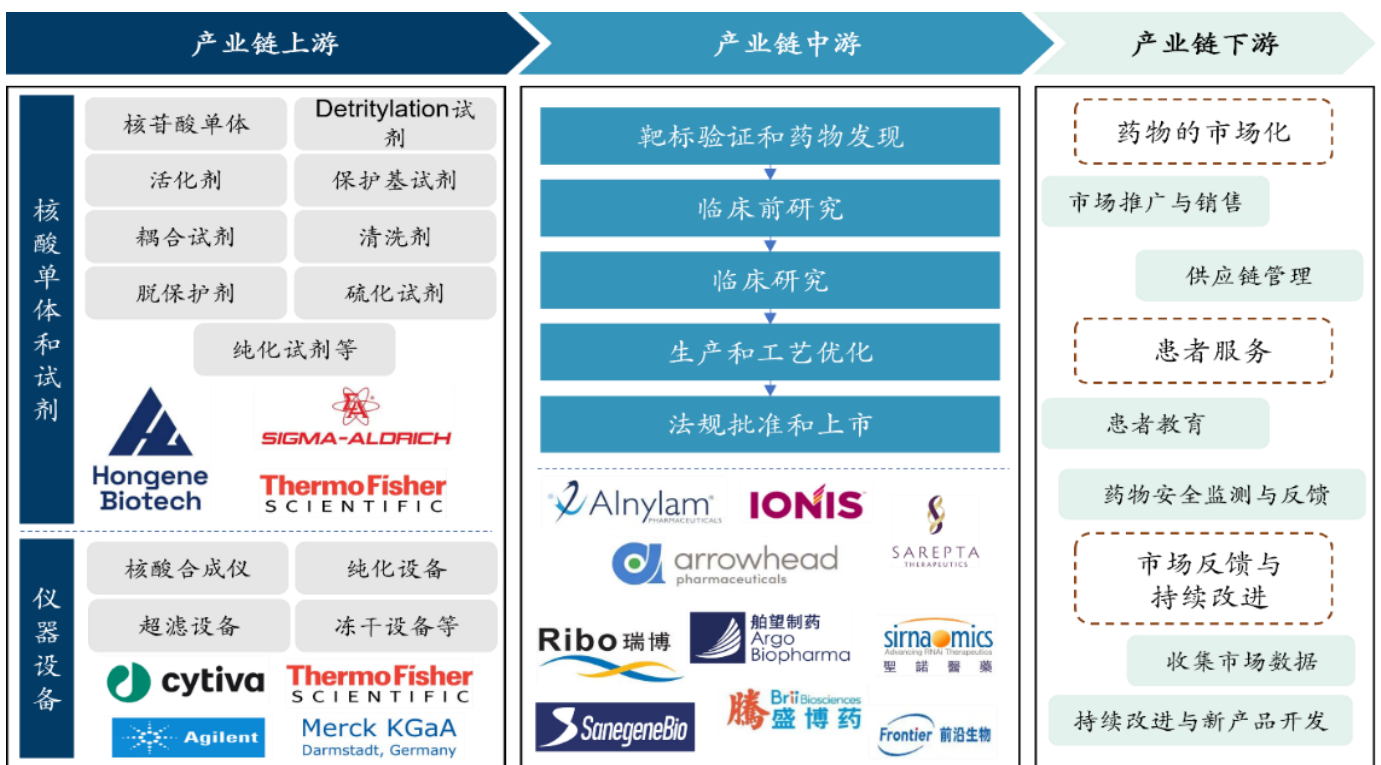 产业链上游
产业链中游
产业链下游
核苷酸单体和试剂
核苷酸单体
Detritylation试
剂
活化剂
保护基试剂
耦合试剂
清洗剂
脱保护剂
硫化试剂
纯化试剂等
Hongene
Biotech
SIGMA-ALDRICH
ThermoFisher
SCIENTIFIC
仪器设备
核酸合成仪
纯化设备
超滤设备
冻干设备等
cytiva
ThermoFisher
SCIENTIFIC
Agilent
Merck KGaA
Darmstadt, Germany
靶标验证和药物发现
临床前研究
临床研究
生产和工艺优化
法规批准和上市
Alnylam
PHARMACEUTICALS
IONIS
SAREPTA
THERAPEUTICS
arrowhead
pharmaceuticals
Ribo 瑞博
舶望制药
Argo
Biopharma
sirnaomics
Advancing RNAi Therapeutics
聖諾醫藥
SanegeneBio
Brii Biosciences
騰盛博药
Frontier 前沿生物
药物的市场化
市场推广与销售
供应链管理
患者服务
患者教育
药物安全监测与反馈
市场反馈与
持续改进
收集市场数据
持续改进与新产品开发